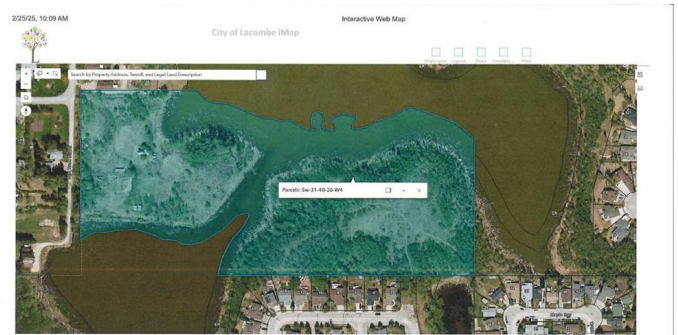 2/25/25, 10:09 AM
Interactive Web Map
City of Lacombe iMap
Search by Property Address, Taxroll, and Legal Land Description
Parcels: Sw-31-40-26-W4